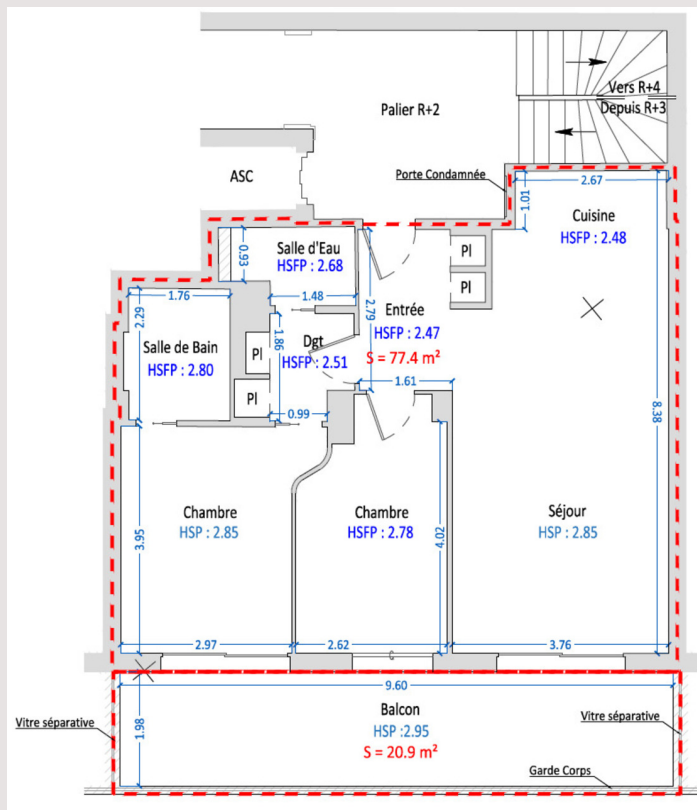 Vers R+4
Depuis R+3
Palier R+2
ASC
Porte Condamnée
2.67
1.01
Cuisine
HSFP : 2.48
Salle d'Eau
HSFP : 2.68
0.93
1.48
Pl
Pl
2.79
Entrée
HSFP : 2.47
S = 77.4 m²
1.76
2.29
Salle de Bain
HSFP : 2.80
Pl
Pl
1.86
Dgt
HSFP : 2.51
0.99
1.61
8.38
Chambre
HSP : 2.85
3.95
2.97
Chambre
HSFP : 2.78
4.02
2.62
Séjour
HSP : 2.85
3.76
9.60
1.98
Balcon
HSP :2.95
S = 20.9 m²
Vitre séparative
Vitre séparative
Garde Corps